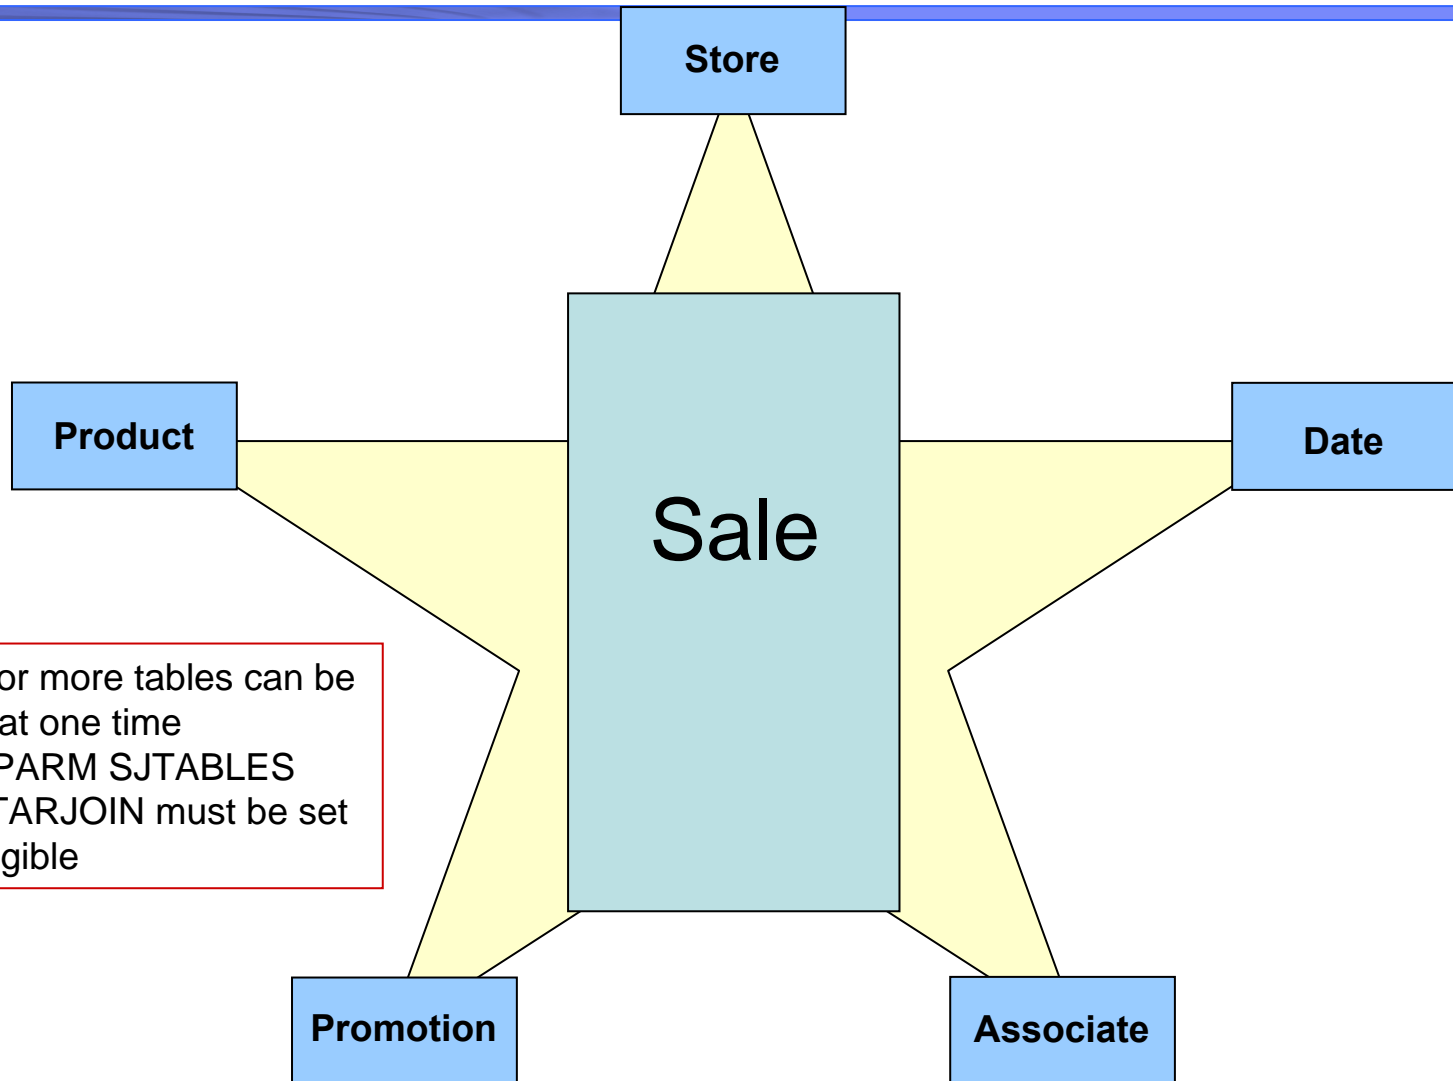 Store
Product
Date
Sale
or more tables can be
at one time
PARM SJTABLES
TARJOIN must be set
gible
Promotion
Associate